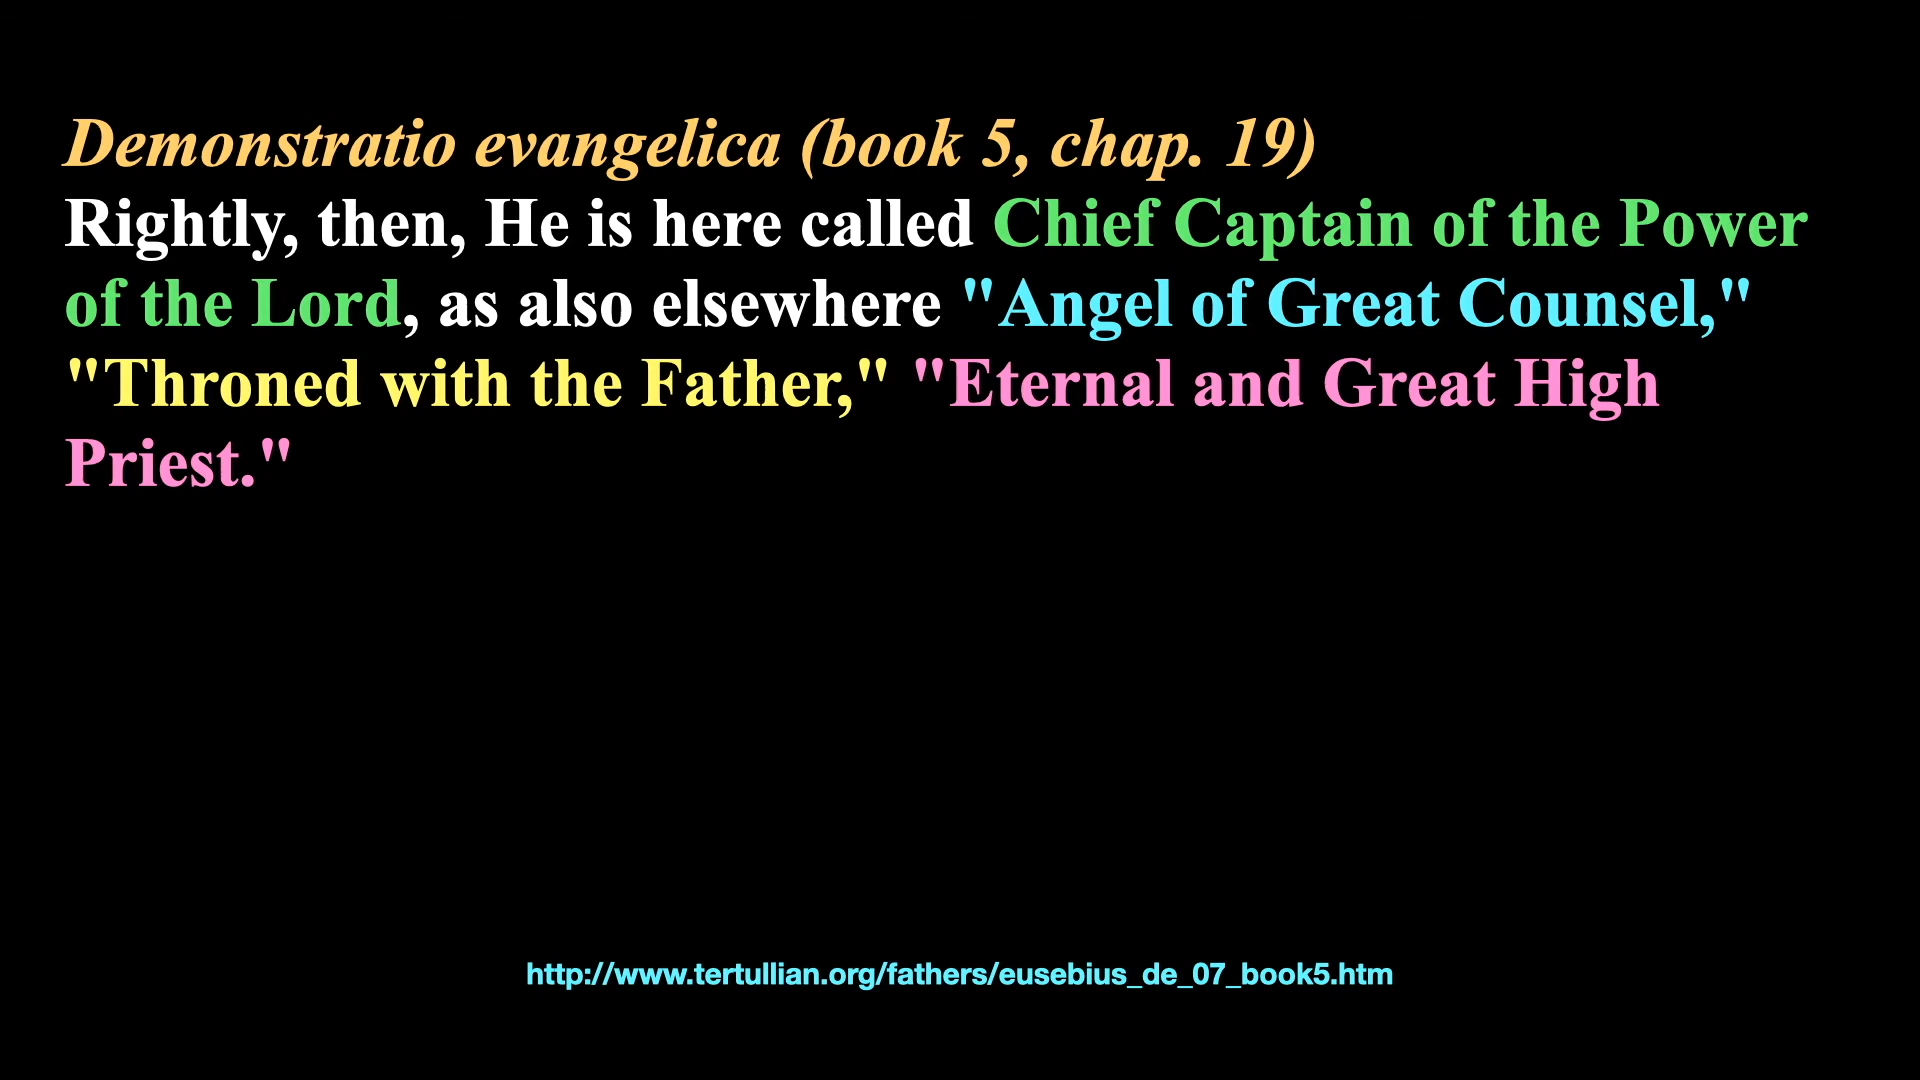 Demonstratio evangelica (book 5, chap. 19)
Rightly, then, He is here called Chief Captain of the Power
of the Lord, as also elsewhere "Angel of Great Counsel,"
"Throned with the Father," "Eternal and Great High
Priest."
http://www.tertullian.org/fathers/eusebius_de_07_book5.htm